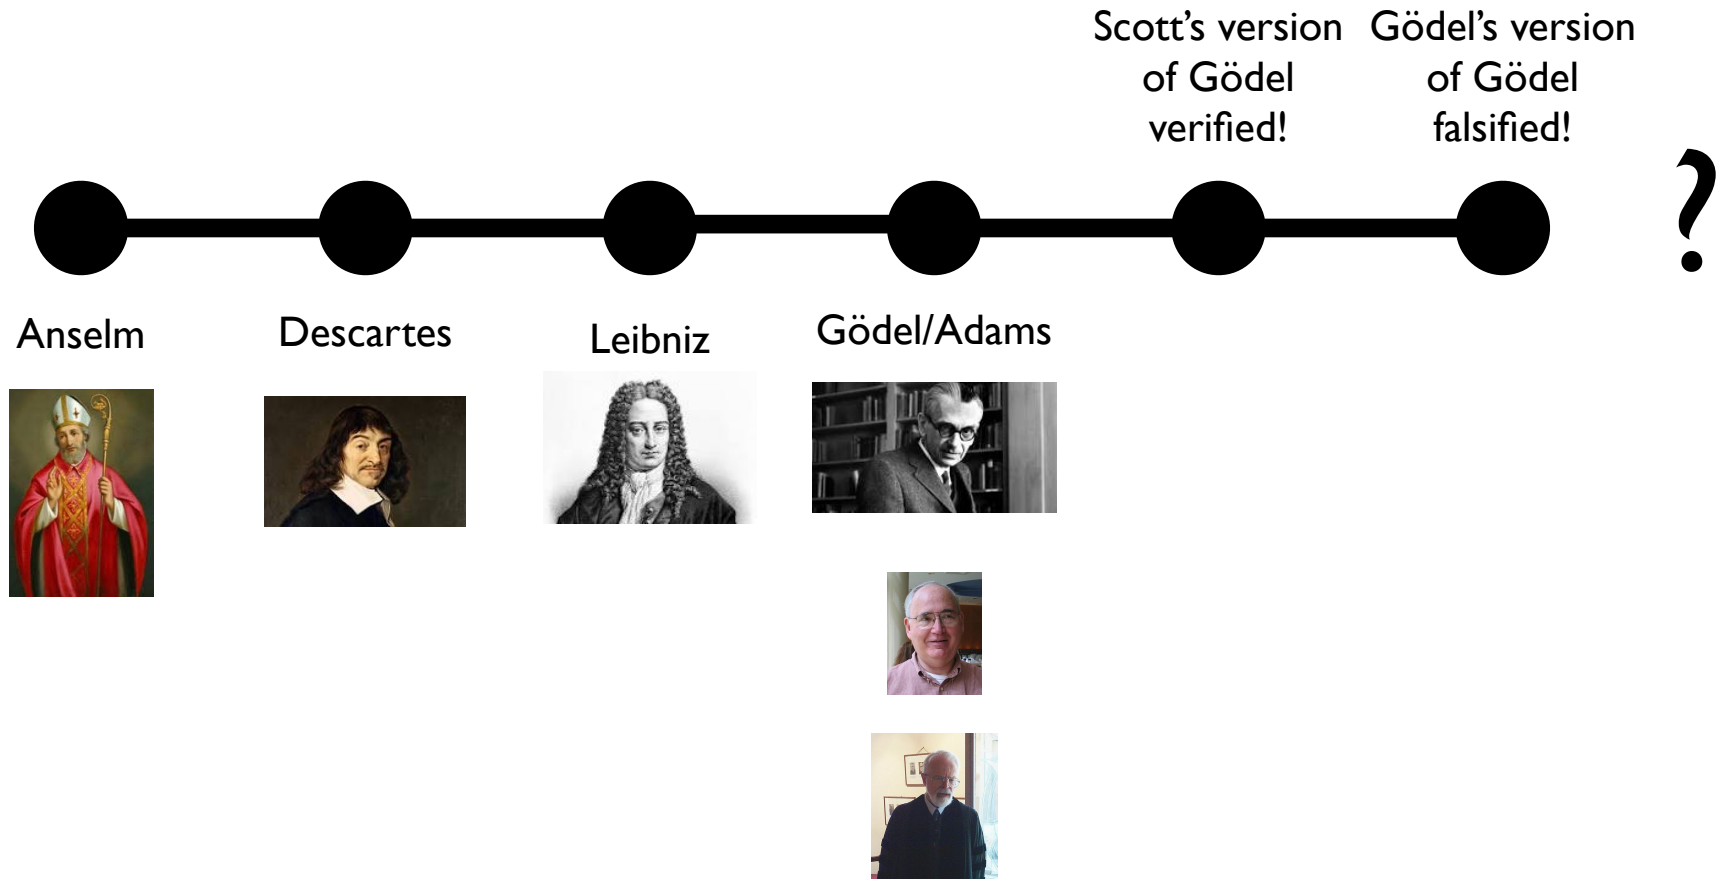 Scott’s version
of Gödel
verified!
Gödel’s version
of Gödel
falsified!
?
Anselm
Descartes
Leibniz
Gödel/Adams